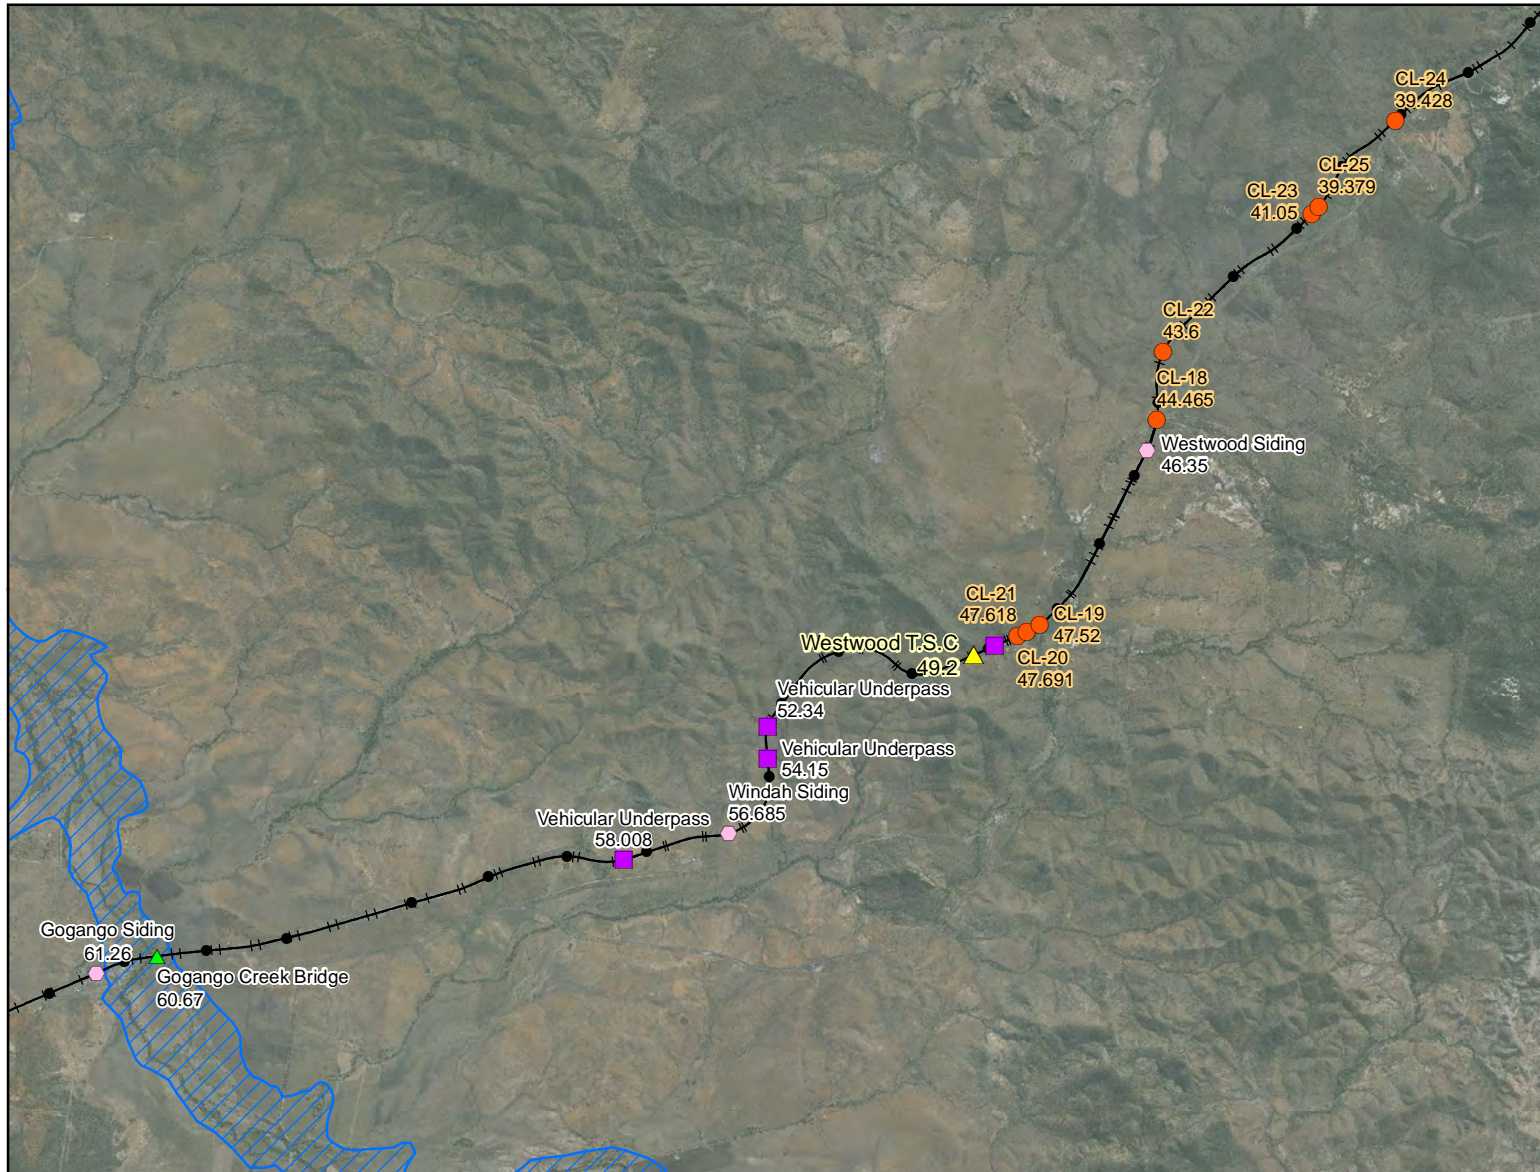 CL-24
39.428
CL-25
39.379
CL-23
41.05
CL-22
43.6
CL-18
44.465
Westwood Siding
46.35
CL-21
47.618
CL-19
47.52
Westwood T.S.C
49.2
CL-20
47.691
Vehicular Underpass
52.34
Vehicular Underpass
54.15
Windah Siding
56.685
Vehicular Underpass
58.008
Gogango Siding
61.26
Gogango Creek Bridge
60.67